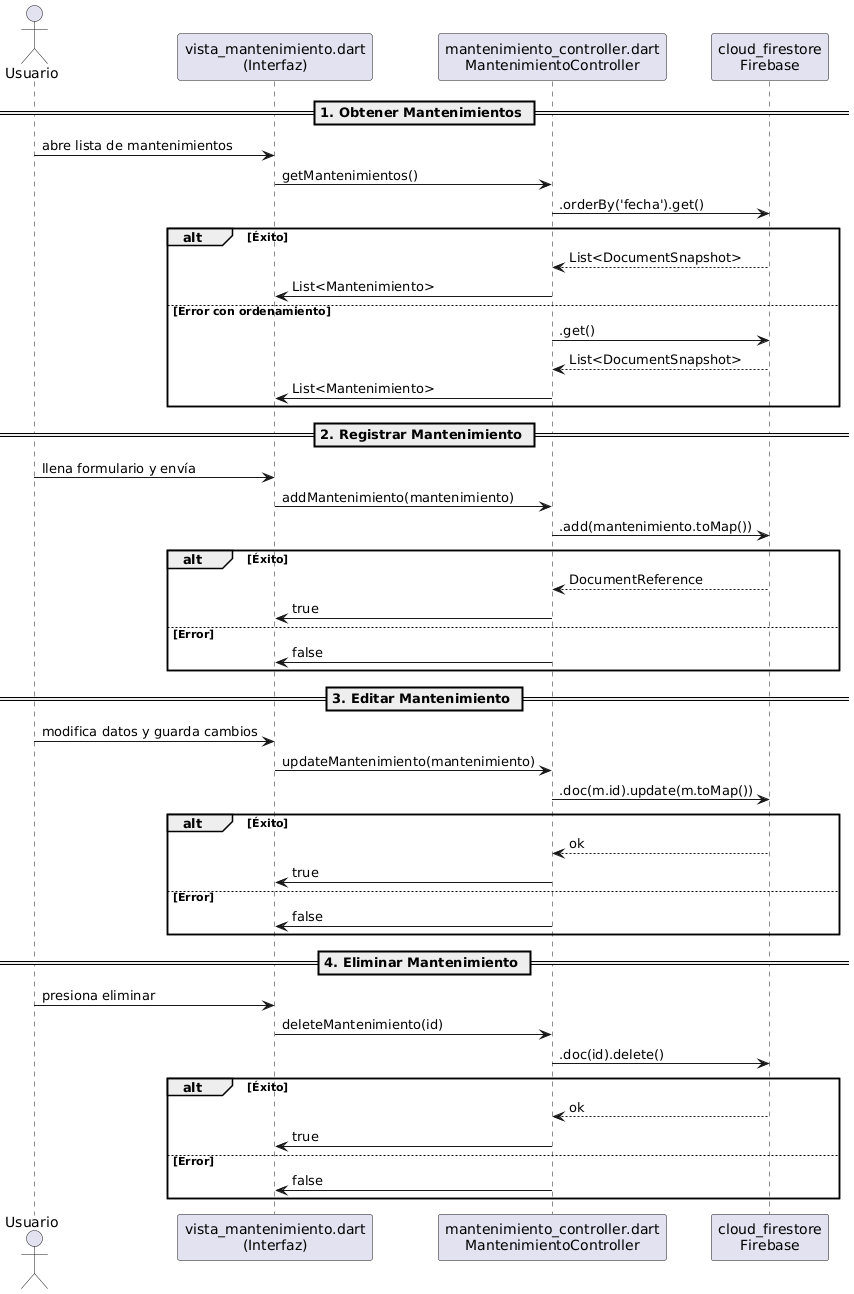 Usuario
vista_mantenimiento.dart
(Interfaz)
mantenimiento_controller.dart
MantenimientoController
cloud_firestore
Firebase
1. Obtener Mantenimientos
abre lista de mantenimientos
getMantenimientos()
.orderBy('fecha').get()
alt [Éxito]
List<DocumentSnapshot>
List<Mantenimiento>
[Error con ordenamiento]
.get()
List<DocumentSnapshot>
List<Mantenimiento>
2. Registrar Mantenimiento
llena formulario y envía
addMantenimiento(mantenimiento)
.add(mantenimiento.toMap())
alt [Éxito]
DocumentReference
true
[Error]
false
3. Editar Mantenimiento
modifica datos y guarda cambios
updateMantenimiento(mantenimiento)
.doc(m.id).update(m.toMap())
alt [Éxito]
ok
true
[Error]
false
4. Eliminar Mantenimiento
presiona eliminar
deleteMantenimiento(id)
.doc(id).delete()
alt [Éxito]
ok
true
[Error]
false
Usuario
vista_mantenimiento.dart
(Interfaz)
mantenimiento_controller.dart
MantenimientoController
cloud_firestore
Firebase